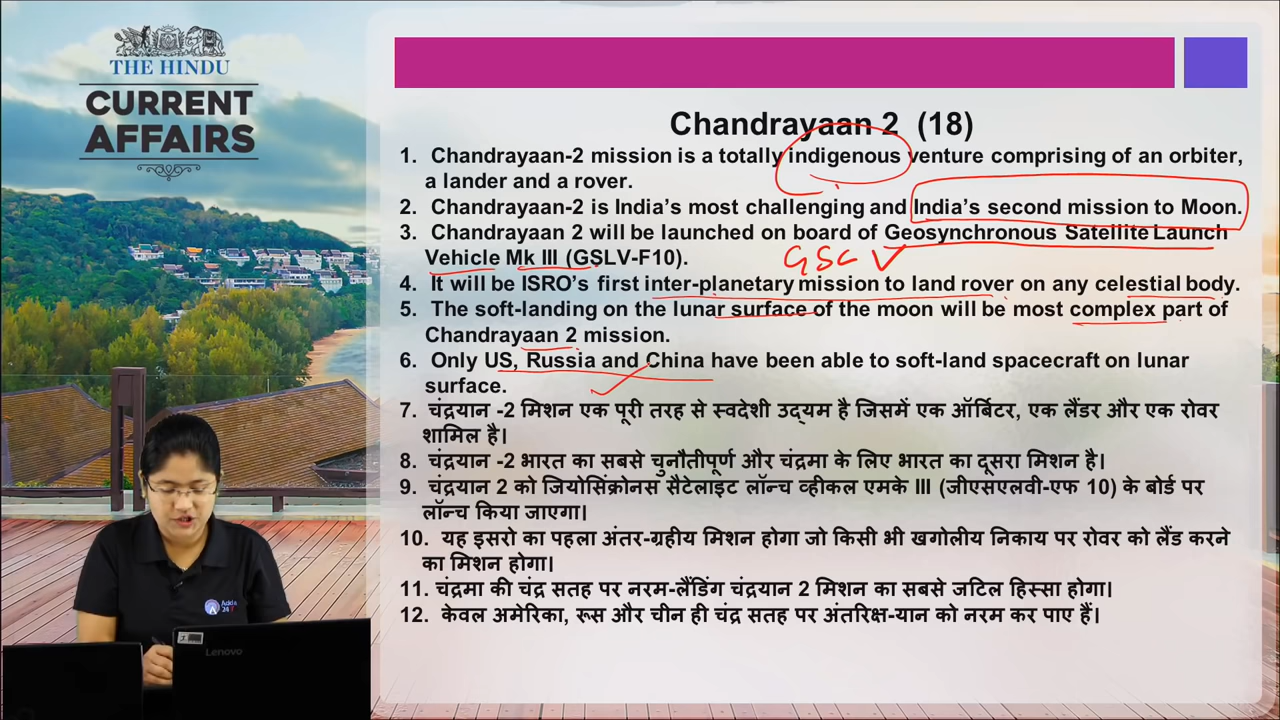 THE HINDU
CURRENT
AFFAIRS
Chandrayaan 2 (18)
1. Chandrayaan-2 mission is a totally indigenous venture comprising of an orbiter,
a lander and a rover.
2. Chandrayaan-2 is India's most challenging and India's second mission to Moon.
3. Chandrayaan 2 will be launched on board of Geosynchronous Satellite Launch
Vehicle Mk III (GSLV-F10).
GSLV
4. It will be ISRO's first inter-planetary mission to land rover on any celestial body.
5. The soft-landing on the lunar surface of the moon will be most complex part of
Chandrayaan 2 mission.
6. Only US, Russia and China have been able to soft-land spacecraft on lunar
surface.
7. चंद्रयान -2 मिशन एक पूरी तरह से स्वदेशी उद्यम है जिसमें एक ऑर्बिटर, एक लैंडर और एक रोवर
शामिल है।
8. चंद्रयान -2 भारत का सबसे चुनौतीपूर्ण और चंद्रमा के लिए भारत का दूसरा मिशन है।
9. चंद्रयान 2 को जियोसिंक्रोनस सैटेलाइट लॉन्च व्हीकल एमके III (जीएसएलवी-एफ 10) के बोर्ड पर
लॉन्च किया जाएगा।
10. यह इसरो का पहला अंतर-ग्रहीय मिशन होगा जो किसी भी खगोलीय निकाय पर रोवर को लैंड करने
का मिशन होगा।
11. चंद्रमा की चंद्र सतह पर नरम-लैंडिंग चंद्रयान 2 मिशन का सबसे जटिल हिस्सा होगा।
12. केवल अमेरिका, रूस और चीन ही चंद्र सतह पर अंतरिक्ष-यान को नरम कर पाए हैं।
Lenovo